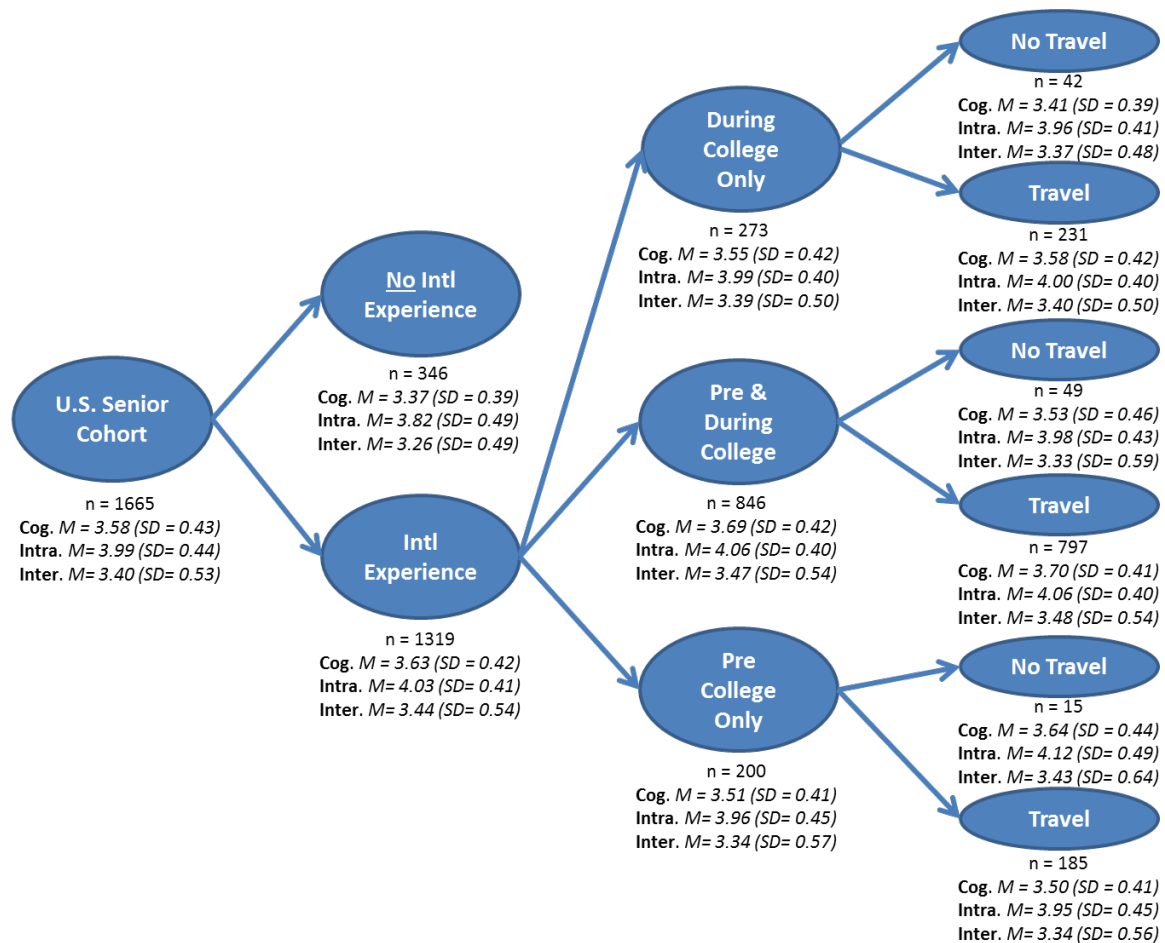 U.S. Senior
Cohort
n = 1665
Cog. M = 3.58 (SD = 0.43)
Intra. M= 3.99 (SD= 0.44)
Inter. M= 3.40 (SD= 0.53)
No Intl
Experience
n = 346
Cog. M = 3.37 (SD = 0.39)
Intra. M= 3.82 (SD= 0.49)
Inter. M= 3.26 (SD= 0.49)
Intl
Experience
n = 1319
Cog. M = 3.63 (SD = 0.42)
Intra. M= 4.03 (SD= 0.41)
Inter. M= 3.44 (SD= 0.54)
During
College
Only
n = 273
Cog. M = 3.55 (SD = 0.42)
Intra. M= 3.99 (SD= 0.40)
Inter. M= 3.39 (SD= 0.50)
Pre &
During
College
n = 846
Cog. M = 3.69 (SD = 0.42)
Intra. M= 4.06 (SD= 0.40)
Inter. M= 3.47 (SD= 0.54)
Pre
College
Only
n = 200
Cog. M = 3.51 (SD = 0.41)
Intra. M= 3.96 (SD= 0.45)
Inter. M= 3.34 (SD= 0.57)
No Travel
n = 42
Cog. M = 3.41 (SD = 0.39)
Intra. M= 3.96 (SD= 0.41)
Inter. M= 3.37 (SD= 0.48)
Travel
n = 231
Cog. M = 3.58 (SD = 0.42)
Intra. M= 4.00 (SD= 0.40)
Inter. M= 3.40 (SD= 0.50)
No Travel
n = 49
Cog. M = 3.53 (SD = 0.46)
Intra. M= 3.98 (SD= 0.43)
Inter. M= 3.33 (SD= 0.59)
Travel
n = 797
Cog. M = 3.70 (SD = 0.41)
Intra. M= 4.06 (SD= 0.40)
Inter. M= 3.48 (SD= 0.54)
No Travel
n = 15
Cog. M = 3.64 (SD = 0.44)
Intra. M= 4.12 (SD= 0.49)
Inter. M= 3.43 (SD= 0.64)
Travel
n = 185
Cog. M = 3.50 (SD = 0.41)
Intra. M= 3.95 (SD= 0.45)
Inter. M= 3.34 (SD= 0.56)